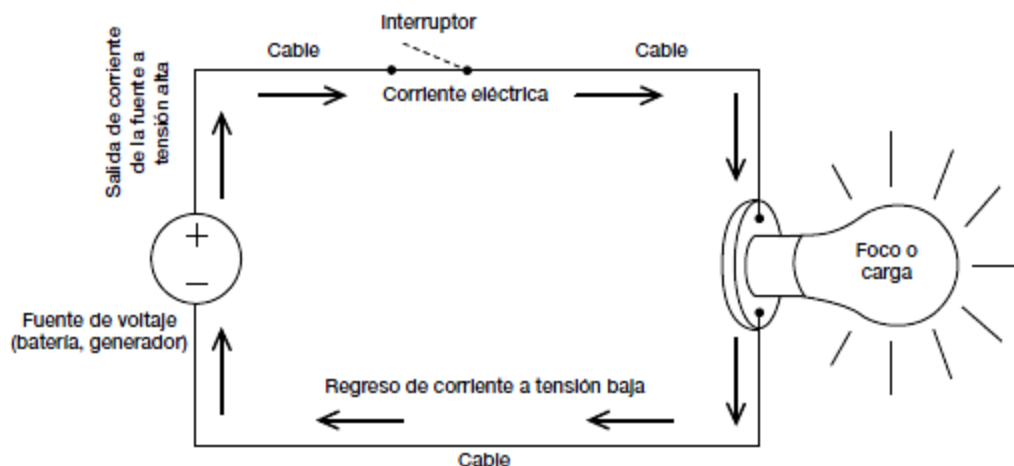 Interruptor
Cable
Cable
Corriente eléctrica
Salida de corriente
de la fuente a
tensión alta
+
−
Foco o
carga
Fuente de voltaje
(batería, generador)
Regreso de corriente a tensión baja
Cable